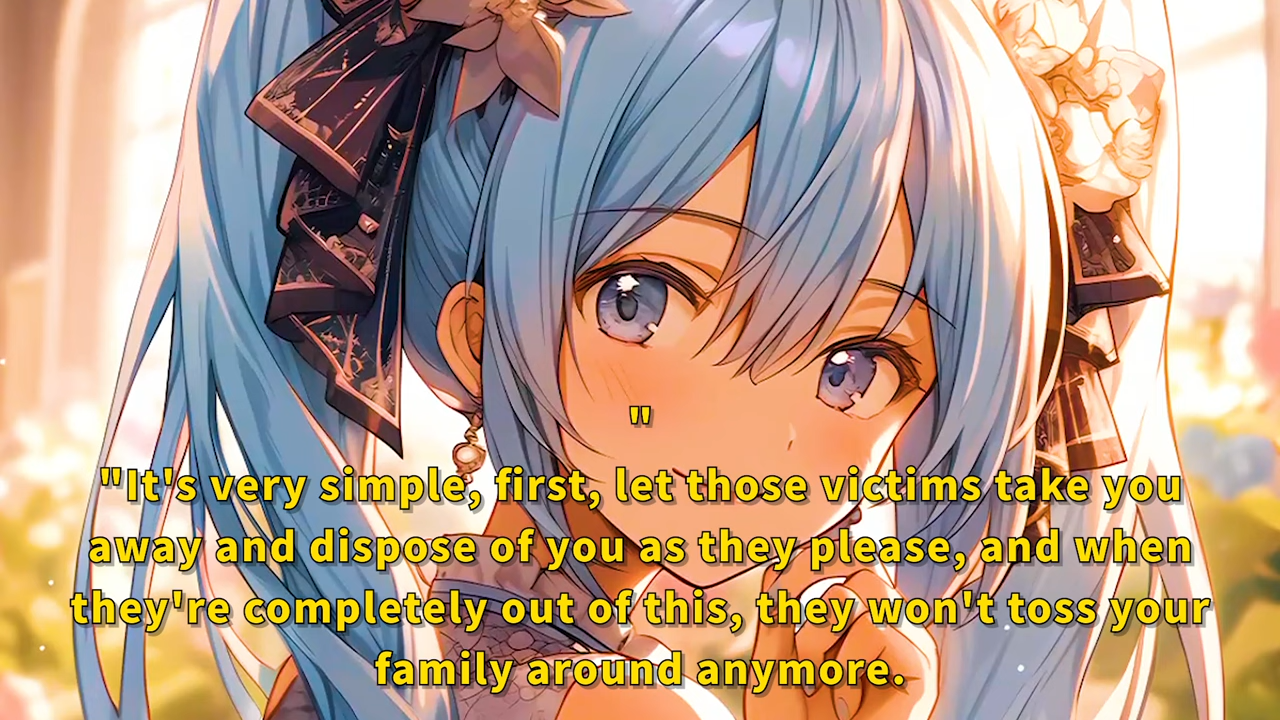 "
"It's very simple, first, let those victims take you
away and dispose of you as they please, and when
they're completely out of this, they won't toss your
family around anymore.